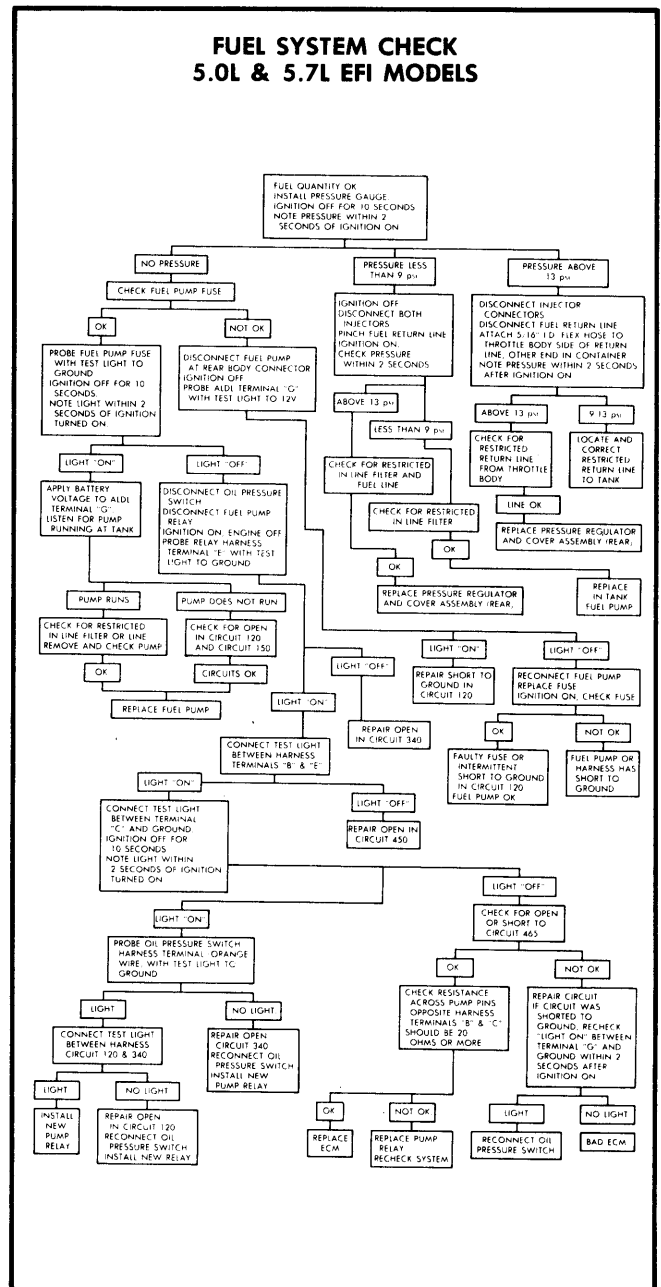 FUEL SYSTEM CHECK
5.0L & 5.7L EFI MODELS
FUEL QUANTITY OK
INSTALL PRESSURE GAUGE.
IGNITION OFF FOR 10 SECONDS
NOTE PRESSURE WITHIN 2
SECONDS OF IGNITION ON
NO PRESSURE
CHECK FUEL PUMP FUSE
OK
NOT OK
PROBE FUEL PUMP FUSE
WITH TEST LIGHT TO
GROUND
IGNITION OFF FOR 10
SECONDS.
NOTE LIGHT WITHIN 2
SECONDS OF IGNITION
TURNED ON
DISCONNECT FUEL PUMP
AT REAR BODY CONNECTOR
IGNITION OFF
PROBE ALDL TERMINAL "G"
WITH TEST LIGHT TO 12V
LIGHT "ON"
LIGHT "OFF"
APPLY BATTERY
VOLTAGE TO ALDL
TERMINAL "G"
LISTEN FOR PUMP
RUNNING AT TANK
DISCONNECT OIL PRESSURE
SWITCH
DISCONNECT FUEL PUMP
RELAY
IGNITION ON, ENGINE OFF
PROBE RELAY HARNESS
TERMINAL "E" WITH TEST
LIGHT TO GROUND
PUMP RUNS
PUMP DOES NOT RUN
CHECK FOR RESTRICTED
IN LINE FILTER OR LINE
REMOVE AND CHECK PUMP
CHECK FOR OPEN
IN CIRCUIT 120
AND CIRCUIT 150
OK
CIRCUITS OK
REPLACE FUEL PUMP
PRESSURE LESS
THAN 9 psi
IGNITION OFF
DISCONNECT BOTH
INJECTORS
PINCH FUEL RETURN LINE
IGNITION ON.
CHECK PRESSURE
WITHIN 2 SECONDS
ABOVE 13 psi
LESS THAN 9 psi
CHECK FOR RESTRICTED
IN LINE FILTER AND
FUEL LINE
CHECK FOR RESTRICTED
IN LINE FILTER
OK
OK
REPLACE PRESSURE REGULATOR
AND COVER ASSEMBLY (REAR)
REPLACE
IN TANK
FUEL PUMP
PRESSURE ABOVE
13 psi
DISCONNECT INJECTOR
CONNECTORS
DISCONNECT FUEL RETURN LINE
ATTACH 5/16" I.D. FLEX HOSE TO
THROTTLE BODY SIDE OF RETURN
LINE, OTHER END IN CONTAINER
NOTE PRESSURE WITHIN 2 SECONDS
AFTER IGNITION ON
ABOVE 13 psi
9-13 psi
CHECK FOR
RESTRICTED
RETURN LINE
FROM THROTTLE
BODY
LOCATE AND
CORRECT
RESTRICTED
RETURN LINE
TO TANK
LINE OK
REPLACE PRESSURE REGULATOR
AND COVER ASSEMBLY (REAR)
LIGHT "ON"
LIGHT "OFF"
REPAIR SHORT TO
GROUND IN
CIRCUIT 120
RECONNECT FUEL PUMP
REPLACE FUSE
IGNITION ON, CHECK FUSE
OK
NOT OK
FAULTY FUSE OR
INTERMITTENT
SHORT TO GROUND
IN CIRCUIT 120
FUEL PUMP OK
FUEL PUMP OR
HARNESS HAS
SHORT TO
GROUND
LIGHT "ON"
LIGHT "OFF"
CONNECT TEST LIGHT
BETWEEN HARNESS
TERMINALS "B" & "E"
REPAIR OPEN
IN CIRCUIT 340
LIGHT "ON"
LIGHT "OFF"
CONNECT TEST LIGHT
BETWEEN TERMINAL
"C" AND GROUND.
IGNITION OFF FOR
10 SECONDS
NOTE LIGHT WITHIN
2 SECONDS OF IGNITION
TURNED ON
REPAIR OPEN IN
CIRCUIT 450
LIGHT "ON"
LIGHT "OFF"
PROBE OIL PRESSURE SWITCH
HARNESS TERMINAL, ORANGE
WIRE, WITH TEST LIGHT TO
GROUND
CHECK FOR OPEN
OR SHORT TO
CIRCUIT 465
LIGHT
NO LIGHT
CONNECT TEST LIGHT
BETWEEN HARNESS
CIRCUIT 120 & 340
REPAIR OPEN
CIRCUIT 340
RECONNECT OIL
PRESSURE SWITCH
INSTALL NEW
PUMP RELAY
LIGHT
NO LIGHT
INSTALL
NEW
PUMP
RELAY
REPAIR OPEN
IN CIRCUIT 120
RECONNECT OIL
PRESSURE SWITCH
INSTALL NEW RELAY
OK
NOT OK
CHECK RESISTANCE
ACROSS PUMP PINS
OPPOSITE HARNESS
TERMINALS "B" & "C"
SHOULD BE 20
OHMS OR MORE
REPAIR CIRCUIT
IF CIRCUIT WAS
SHORTED TO
GROUND, RECHECK
"LIGHT ON" BETWEEN
TERMINAL "G" AND
GROUND WITHIN 2
SECONDS AFTER
IGNITION ON
OK
NOT OK
REPLACE
ECM
REPLACE PUMP
RELAY
RECHECK SYSTEM
LIGHT
NO LIGHT
RECONNECT OIL
PRESSURE SWITCH
BAD ECM